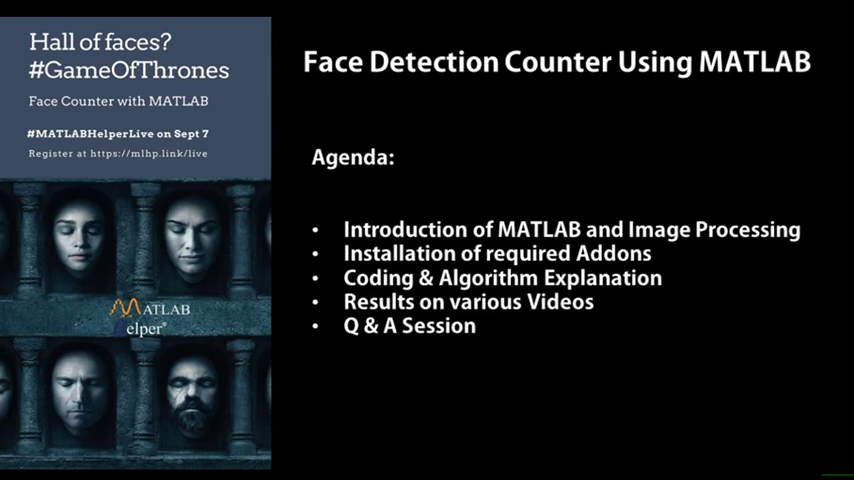 Hall of faces?
#GameOfThrones
Face Counter with MATLAB
#MATLABHelperLive on Sept 7
Register at https://mlhp.link/live
MATLAB
Helper®
Face Detection Counter Using MATLAB
Agenda:
• Introduction of MATLAB and Image Processing
• Installation of required Addons
• Coding & Algorithm Explanation
• Results on various Videos
• Q & A Session